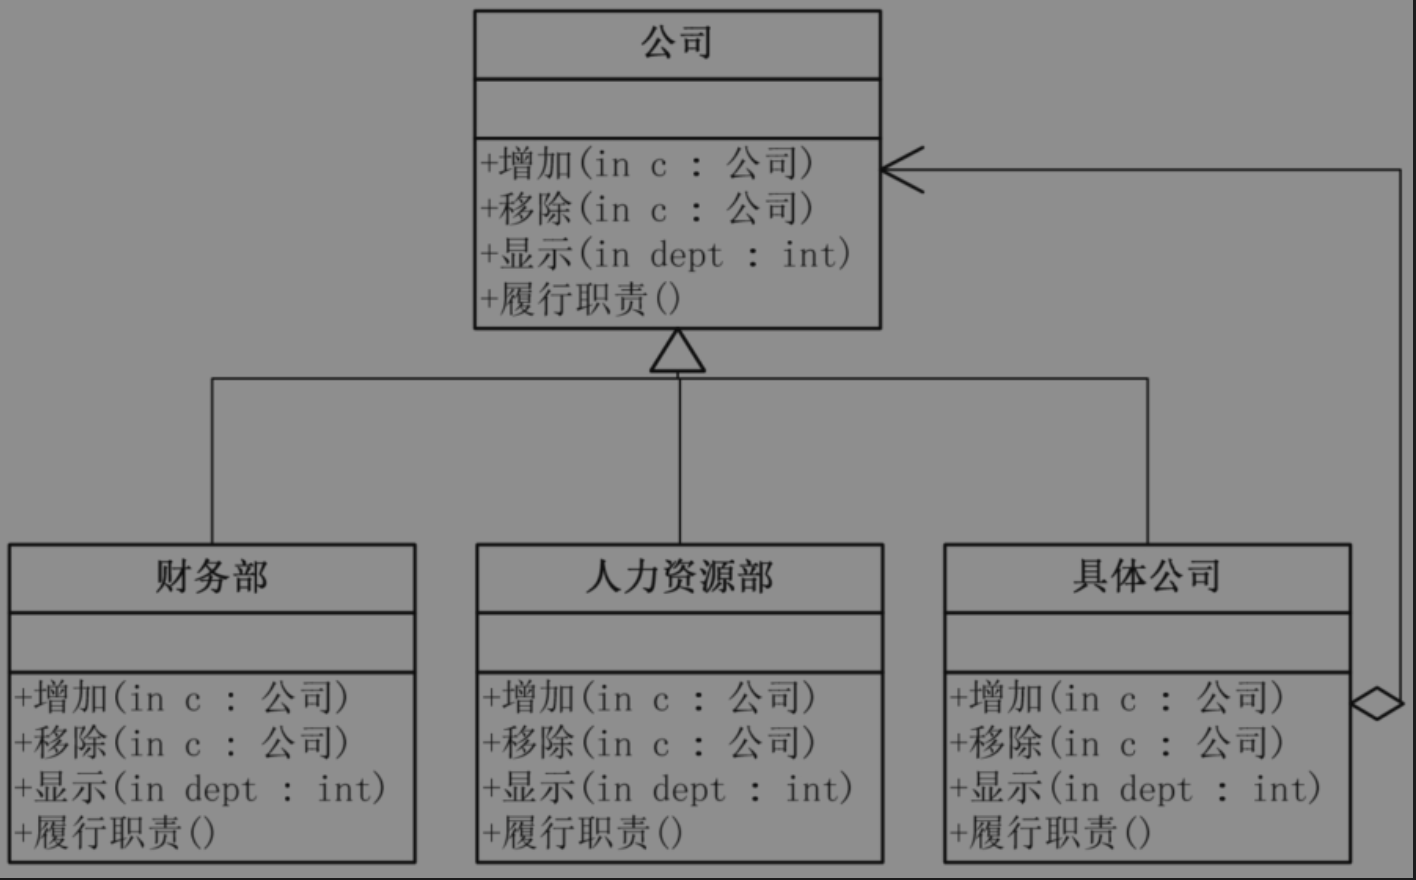 公司
+增加(in c : 公司)
+移除(in c : 公司)
+显示(in dept : int)
+履行职责()
财务部
+增加(in c : 公司)
+移除(in c : 公司)
+显示(in dept : int)
+履行职责()
人力资源部
+增加(in c : 公司)
+移除(in c : 公司)
+显示(in dept : int)
+履行职责()
具体公司
+增加(in c : 公司)
+移除(in c : 公司)
+显示(in dept : int)
+履行职责()